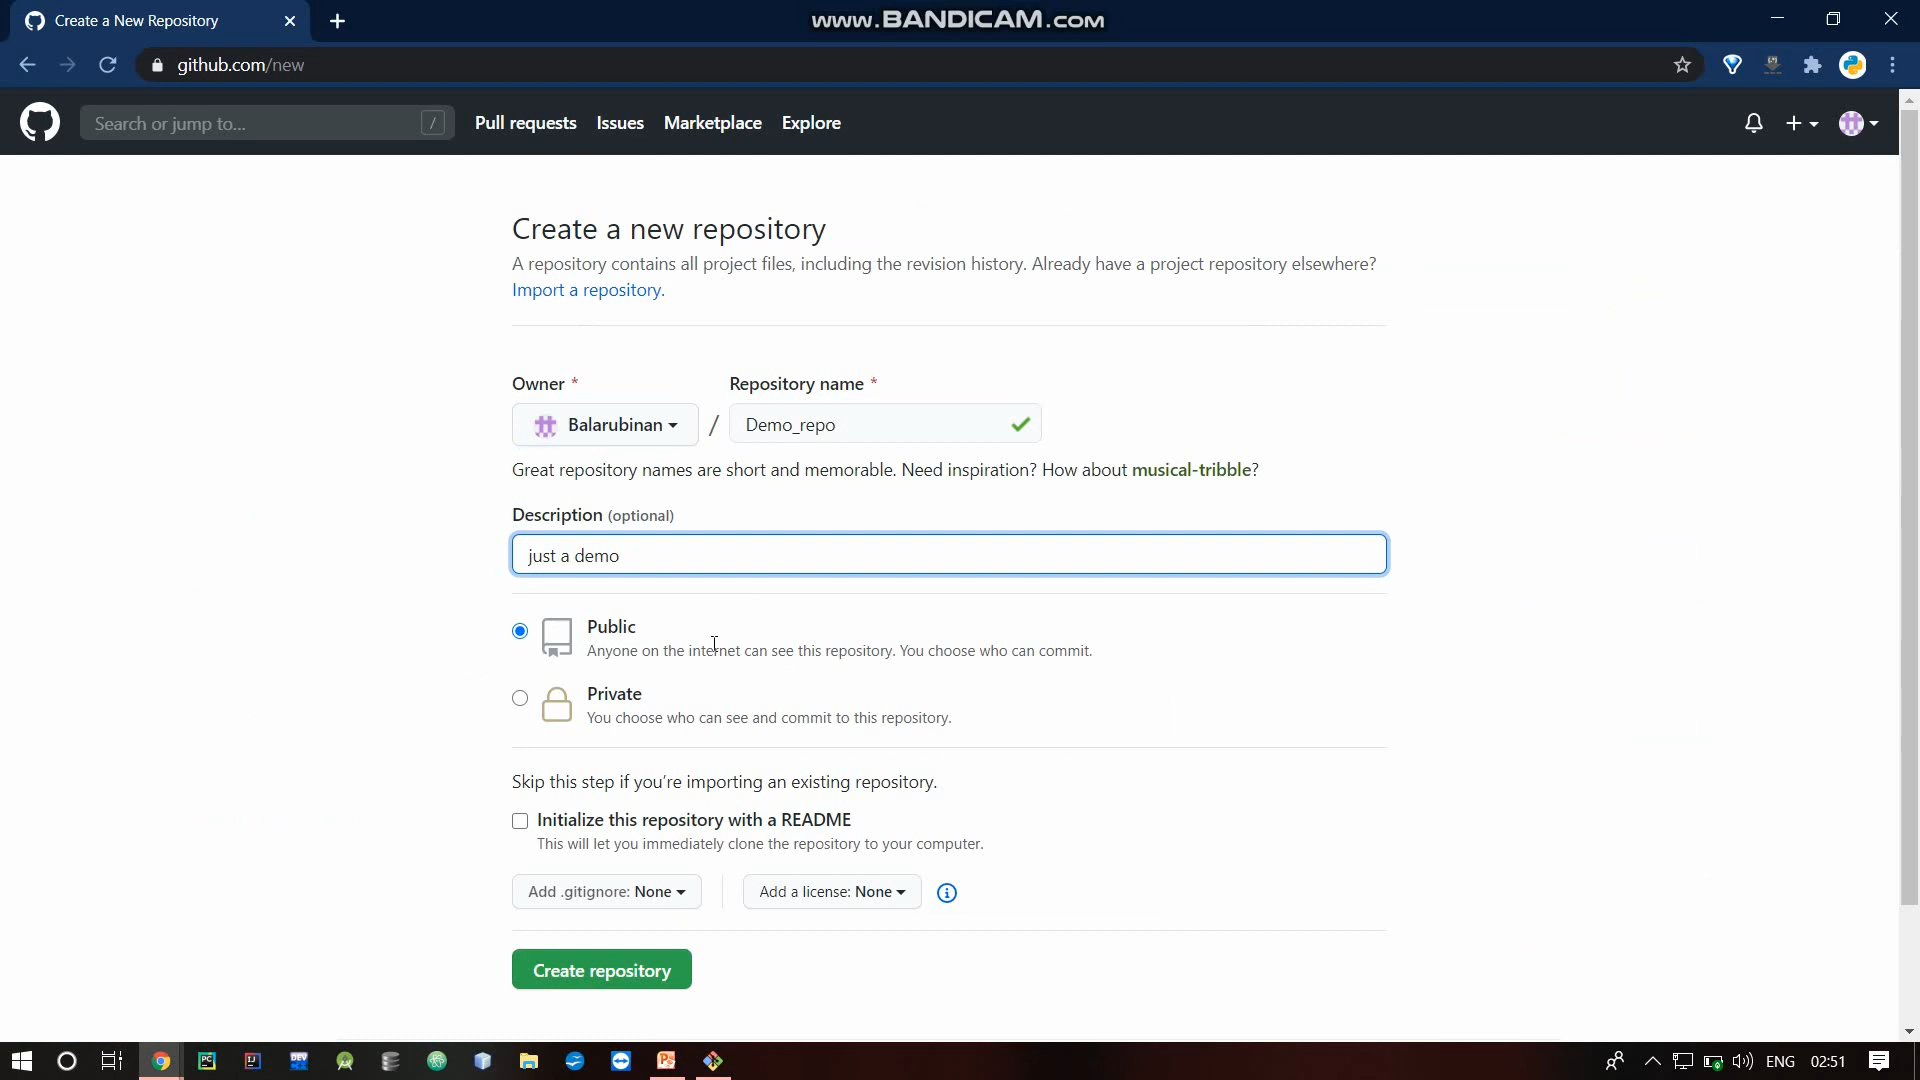 Create a New Repository
www.BANDICAM.com
github.com/new
Search or jump to...
/
Pull requests
Issues
Marketplace
Explore
Create a new repository
A repository contains all project files, including the revision history. Already have a project repository elsewhere?
Import a repository.
Owner *
Repository name *
Balarubinan
/
Demo_repo
Great repository names are short and memorable. Need inspiration? How about musical-tribble?
Description (optional)
just a demo
Public
Anyone on the internet can see this repository. You choose who can commit.
Private
You choose who can see and commit to this repository.
Skip this step if you're importing an existing repository.
Initialize this repository with a README
This will let you immediately clone the repository to your computer.
Add .gitignore: None
Add a license: None
Create repository
ENG
02:51